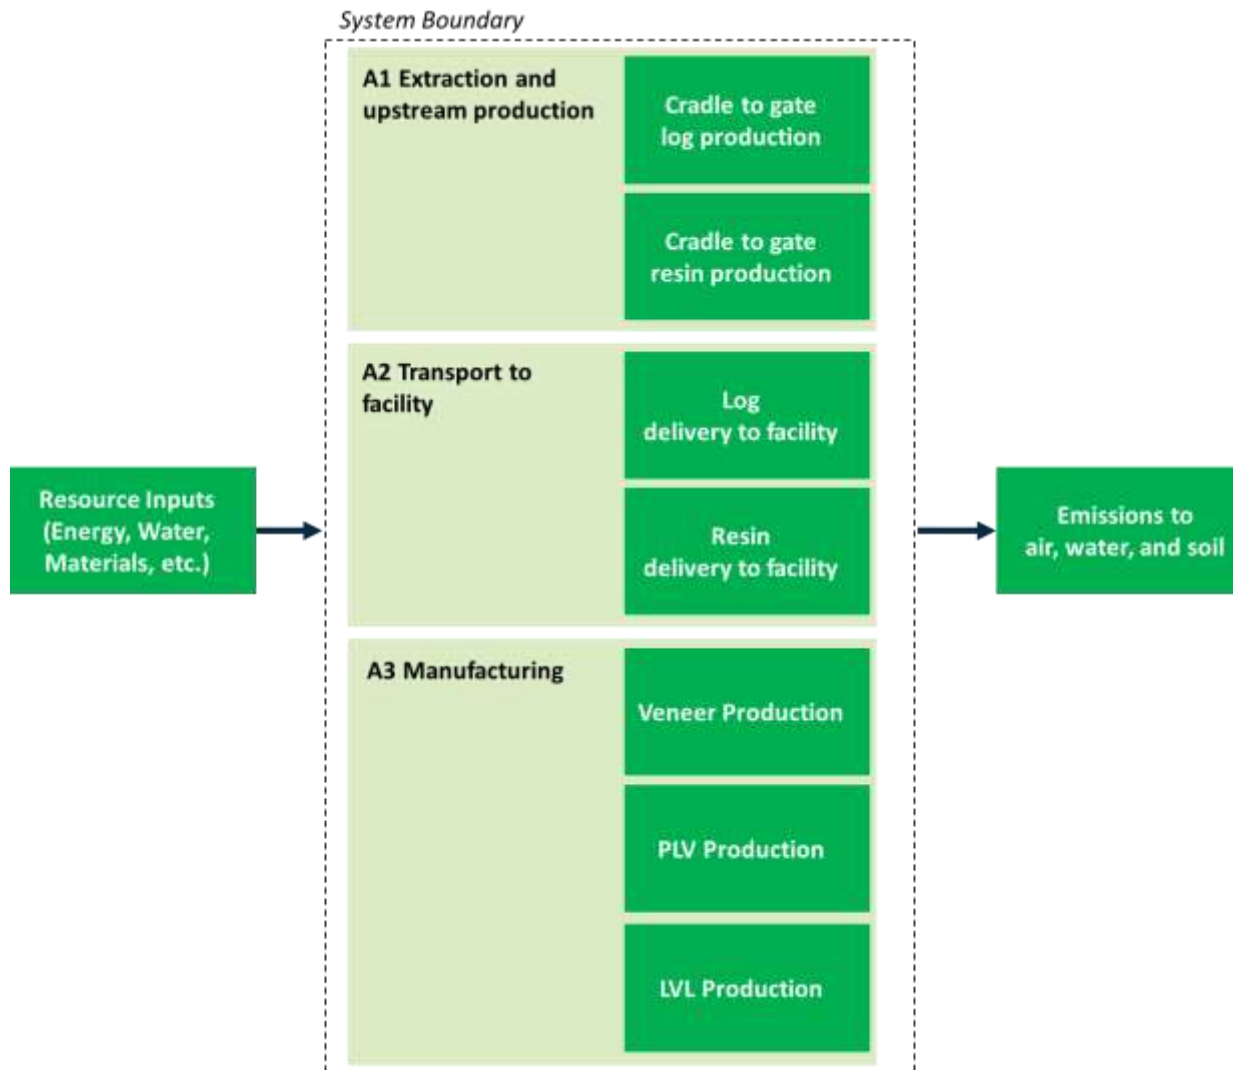 System Boundary
A1 Extraction and
upstream production
Cradle to gate
log production
Cradle to gate
resin production
A2 Transport to
facility
Log
delivery to facility
Resin
delivery to facility
Resource Inputs
(Energy, Water,
Materials, etc.)
Emissions to
air, water, and soil
A3 Manufacturing
Veneer Production
PLV Production
LVL Production